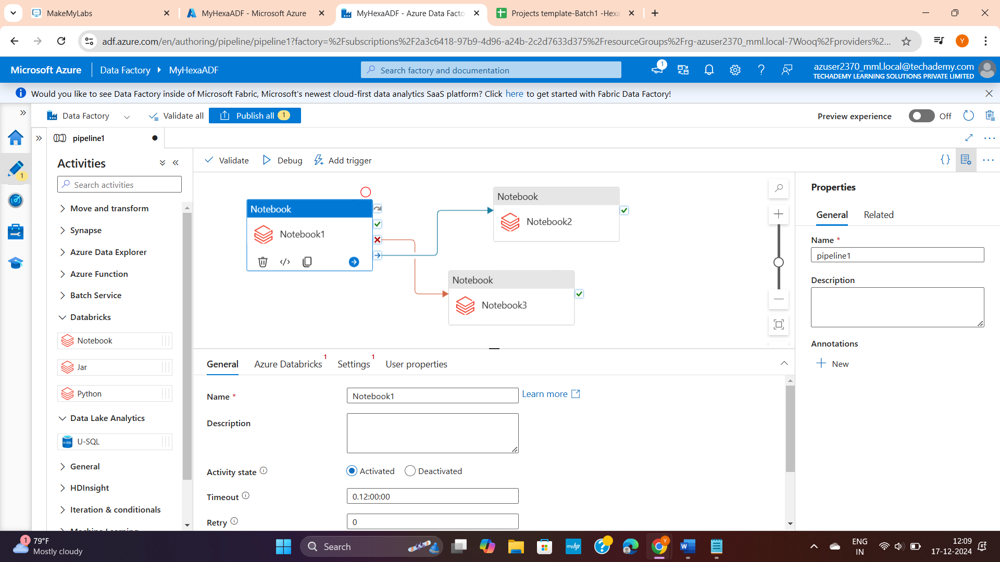 MakeMyLabs
MyHexaADF - Microsoft Azure
MyHexaADF - Azure Data Facto
Projects template-Batch1 -Hexa
adf.azure.com/en/authoring/pipeline/pipeline1?factory=%2Fsubscriptions%2F2a3c6418-97b9-4d96-a24b-2c2d7633d375%2FresourceGroups%2Frg-azuser2370_mml.local-7Wooq%2Fproviders%2...
Y
Microsoft Azure
Data Factory
MyHexaADF
Search factory and documentation
1
azuser2370_mml.local@techademy.com
TECHADEMY LEARNING SOLUTIONS PRIVATE LIMITED
Would you like to see Data Factory inside of Microsoft Fabric, Microsoft's newest cloud-first data analytics SaaS platform? Click here to get started with Fabric Data Factory!
Data Factory
Validate all
Publish all 1
Preview experience
Off
pipeline1
1
Activities
Search activities
Move and transform
Synapse
Azure Data Explorer
Azure Function
Batch Service
Databricks
Notebook
Jar
Python
Data Lake Analytics
U-SQL
U-SQL
General
HDInsight
Iteration & conditionals
Machine Learning
Validate
Debug
Add trigger
Notebook
Notebook1
Notebook
Notebook2
Notebook
Notebook3
General
Azure Databricks 1
Settings 1
User properties
Name *
Notebook1
Learn more
Description
Activity state
Activated
Deactivated
Timeout
0.12:00:00
Retry
0
Properties
General
Related
Name *
pipeline1
Description
Annotations
New
1
79°F
Mostly cloudy
Search
myhp
Y
ENG
IN
12:09
17-12-2024